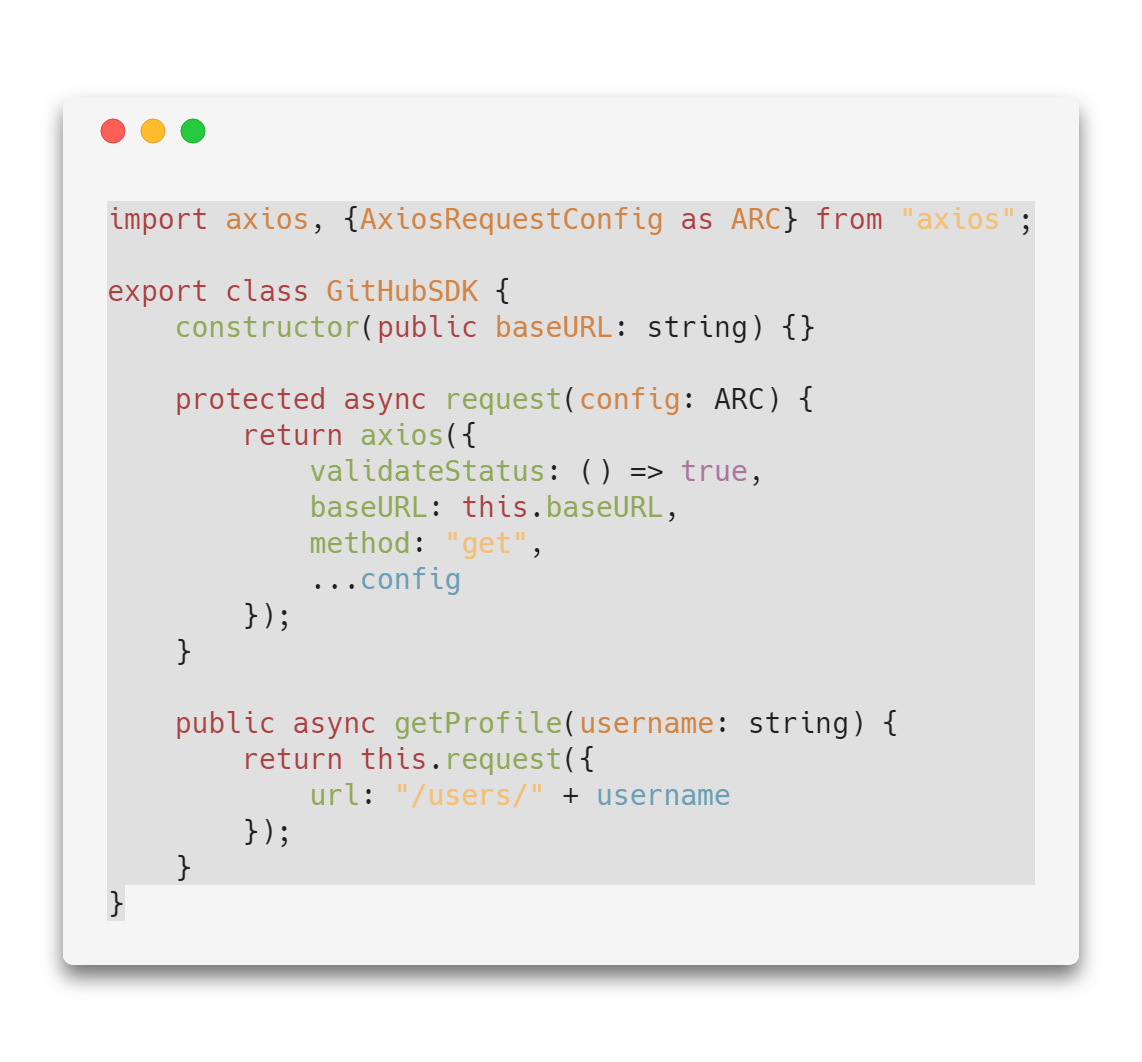 import axios, {AxiosRequestConfig as ARC} from "axios";

export class GitHubSDK {
    constructor(public baseURL: string) {}

    protected async request(config: ARC) {
        return axios({
            validateStatus: () => true,
            baseURL: this.baseURL,
            method: "get",
            ...config
        });
    }

    public async getProfile(username: string) {
        return this.request({
            url: "/users/" + username
        });
    }
}